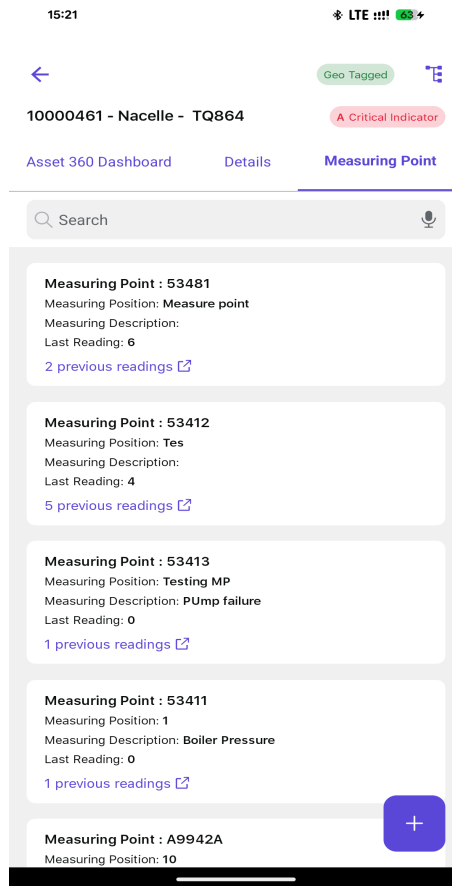 15:21
LTE
63
Geo Tagged
10000461 - Nacelle - TQ864
A Critical Indicator
Asset 360 Dashboard
Details
Measuring Point
Search
Measuring Point : 53481
Measuring Position: Measure point
Measuring Description:
Last Reading: 6
2 previous readings
Measuring Point : 53412
Measuring Position: Tes
Measuring Description:
Last Reading: 4
5 previous readings
Measuring Point : 53413
Measuring Position: Testing MP
Measuring Description: PUmp failure
Last Reading: 0
1 previous readings
Measuring Point : 53411
Measuring Position: 1
Measuring Description: Boiler Pressure
Last Reading: 0
1 previous readings
Measuring Point : A9942A
Measuring Position: 10